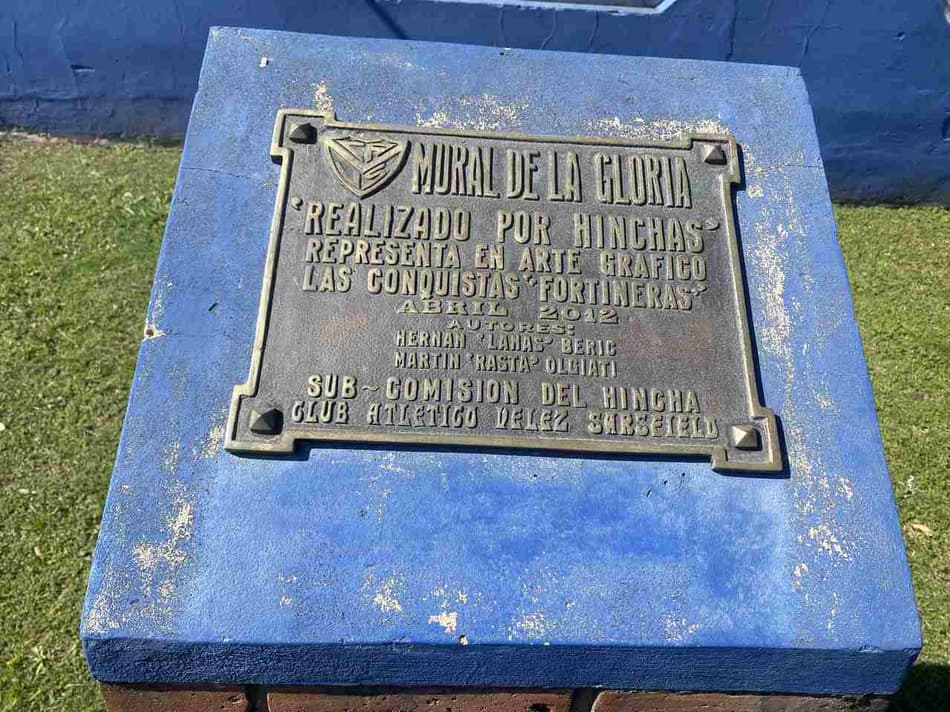 MURAL DE LA GLORIA
"REALIZADO POR HINCHAS"
REPRESENTA EN ARTE GRAFICO
LAS CONQUISTAS "FORTINERAS"
ABRIL 2012
AUTORES:
HERNAN "LANAS" BERIC
MARTIN "RASTA" OLCIATI
SUB-COMISION DEL HINCHA
CLUB ATLETICO VELEZ SARSFIELD